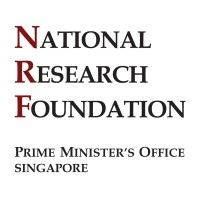 NATIONAL
RESEARCH
FOUNDATION
PRIME MINISTER'S OFFICE
SINGAPORE